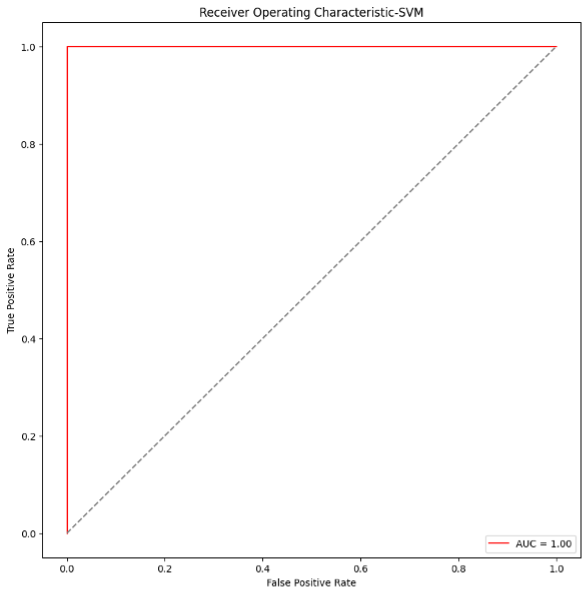 Receiver Operating Characteristic-SVM
1.0
0.8
0.6
0.4
0.2
0.0
True Positive Rate
0.0 0.2 0.4 0.6 0.8 1.0
False Positive Rate
AUC = 1.00